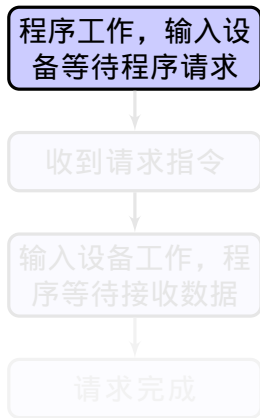 程序工作，输入设
备等待程序请求
收到请求指令
输入设备工作，程
序等待接收数据
请求完成